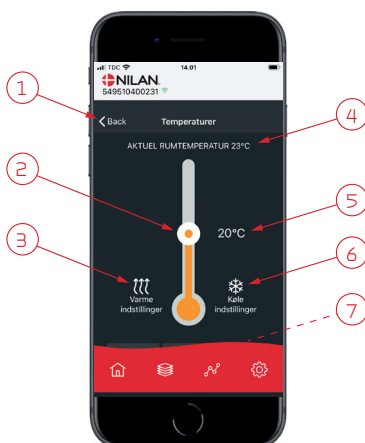 TDC 14.01
NILAN.
549510400231
1
Back Temperaturer
AKTUEL RUMTEMPERATUR 23°C
4
2
20°C
5
3
Varme
indstillinger
Køle
indstillinger
6
7